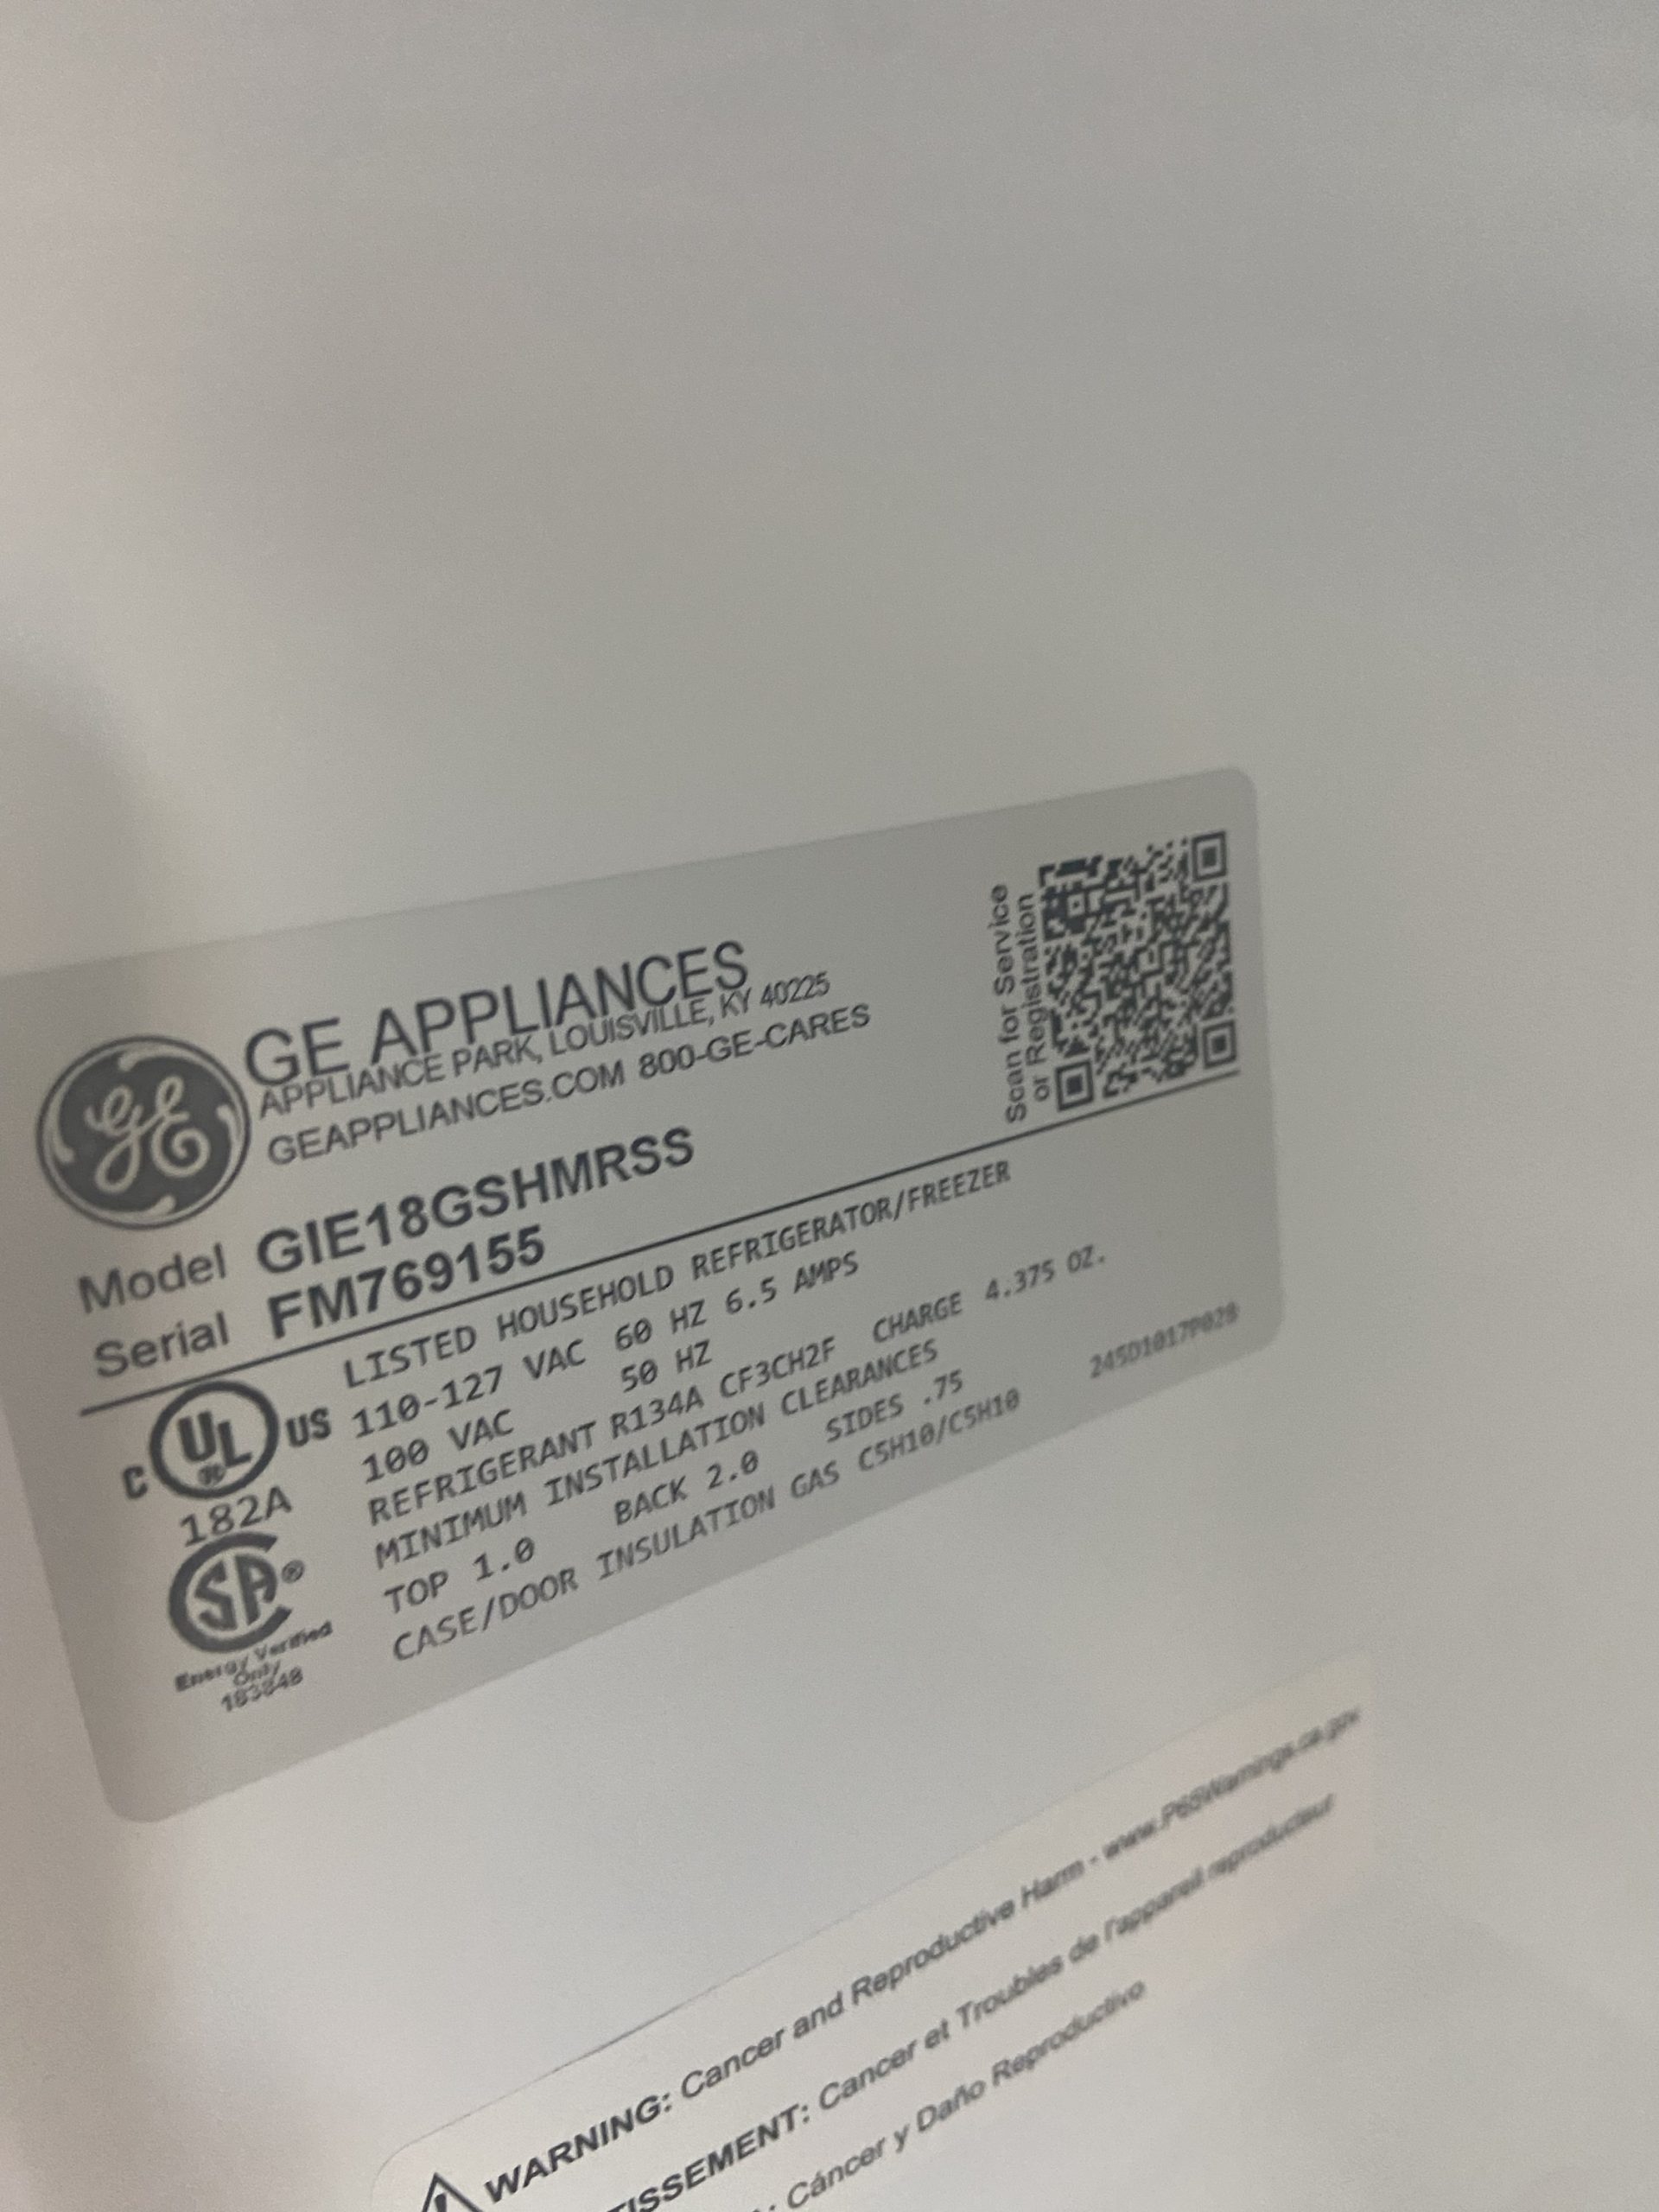 GE APPLIANCES
APPLIANCE PARK, LOUISVILLE, KY 40225
GEAPPLIANCES.COM 800-GE-CARES
Scan for Service
or Registration
Model GIE18GSHMRSS
Serial FM769155
C UL ® US
182A
SA ®
Energy Verified
Only
LISTED HOUSEHOLD REFRIGERATOR/FREEZER
110-127 VAC 60 HZ 6.5 AMPS
100 VAC 50 HZ
REFRIGERANT R134A CF3CH2F CHARGE 4.375 OZ.
MINIMUM INSTALLATION CLEARANCES
TOP 1.0 BACK 2.0 SIDES .75
CASE/DOOR INSULATION GAS C5H10/C5H10
245D1017P028
WARNING: Cancer and Reproductive Harm - www.P65Warnings.ca.gov
TISSEMENT: Cancer et Troubles de l'appareil reproducteur
: Cáncer y Daño Reproductivo